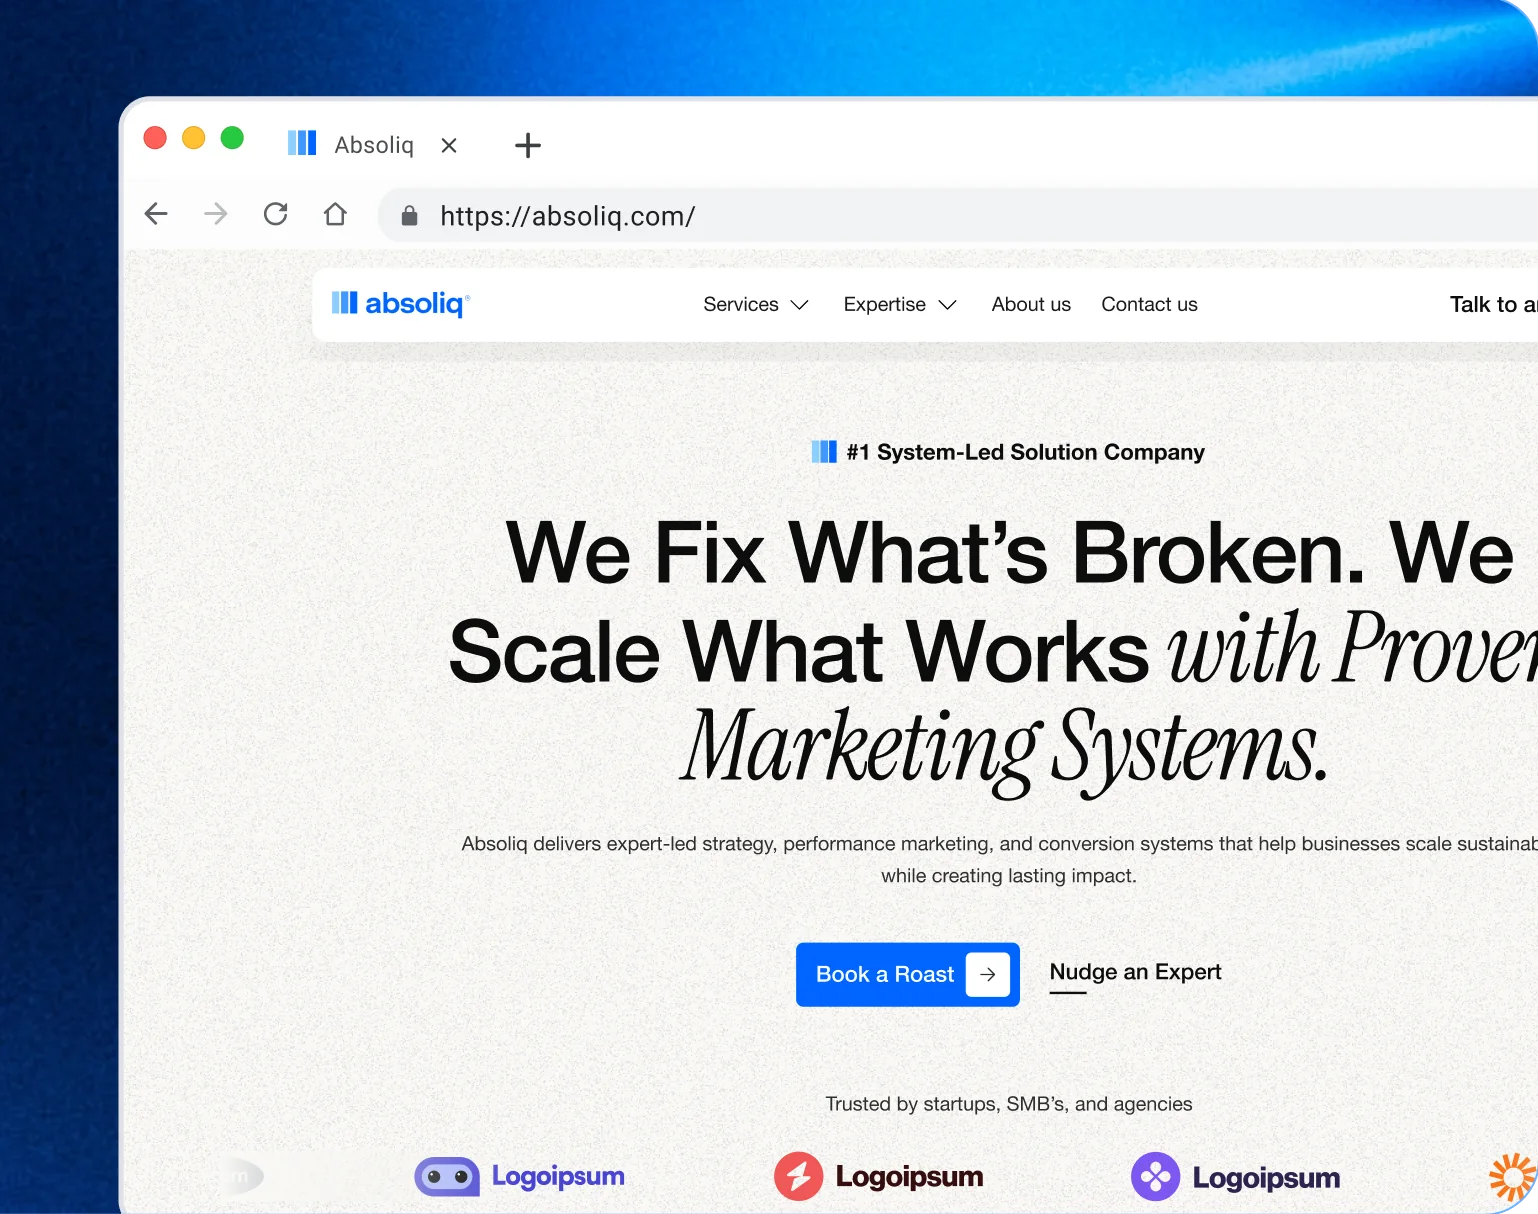 Absoliq
https://absoliq.com/
absoliq®
Services
Expertise
About us
Contact us
Talk to
#1 System-Led Solution Company
We Fix What's Broken. We
Scale What Works with Proven
Marketing Systems.
Absoliq delivers expert-led strategy, performance marketing, and conversion systems that help businesses scale
while creating lasting impact.
Book a Roast
Nudge an Expert
Trusted by startups, SMB's, and agencies
Logoipsum
Logoipsum
Logoipsum